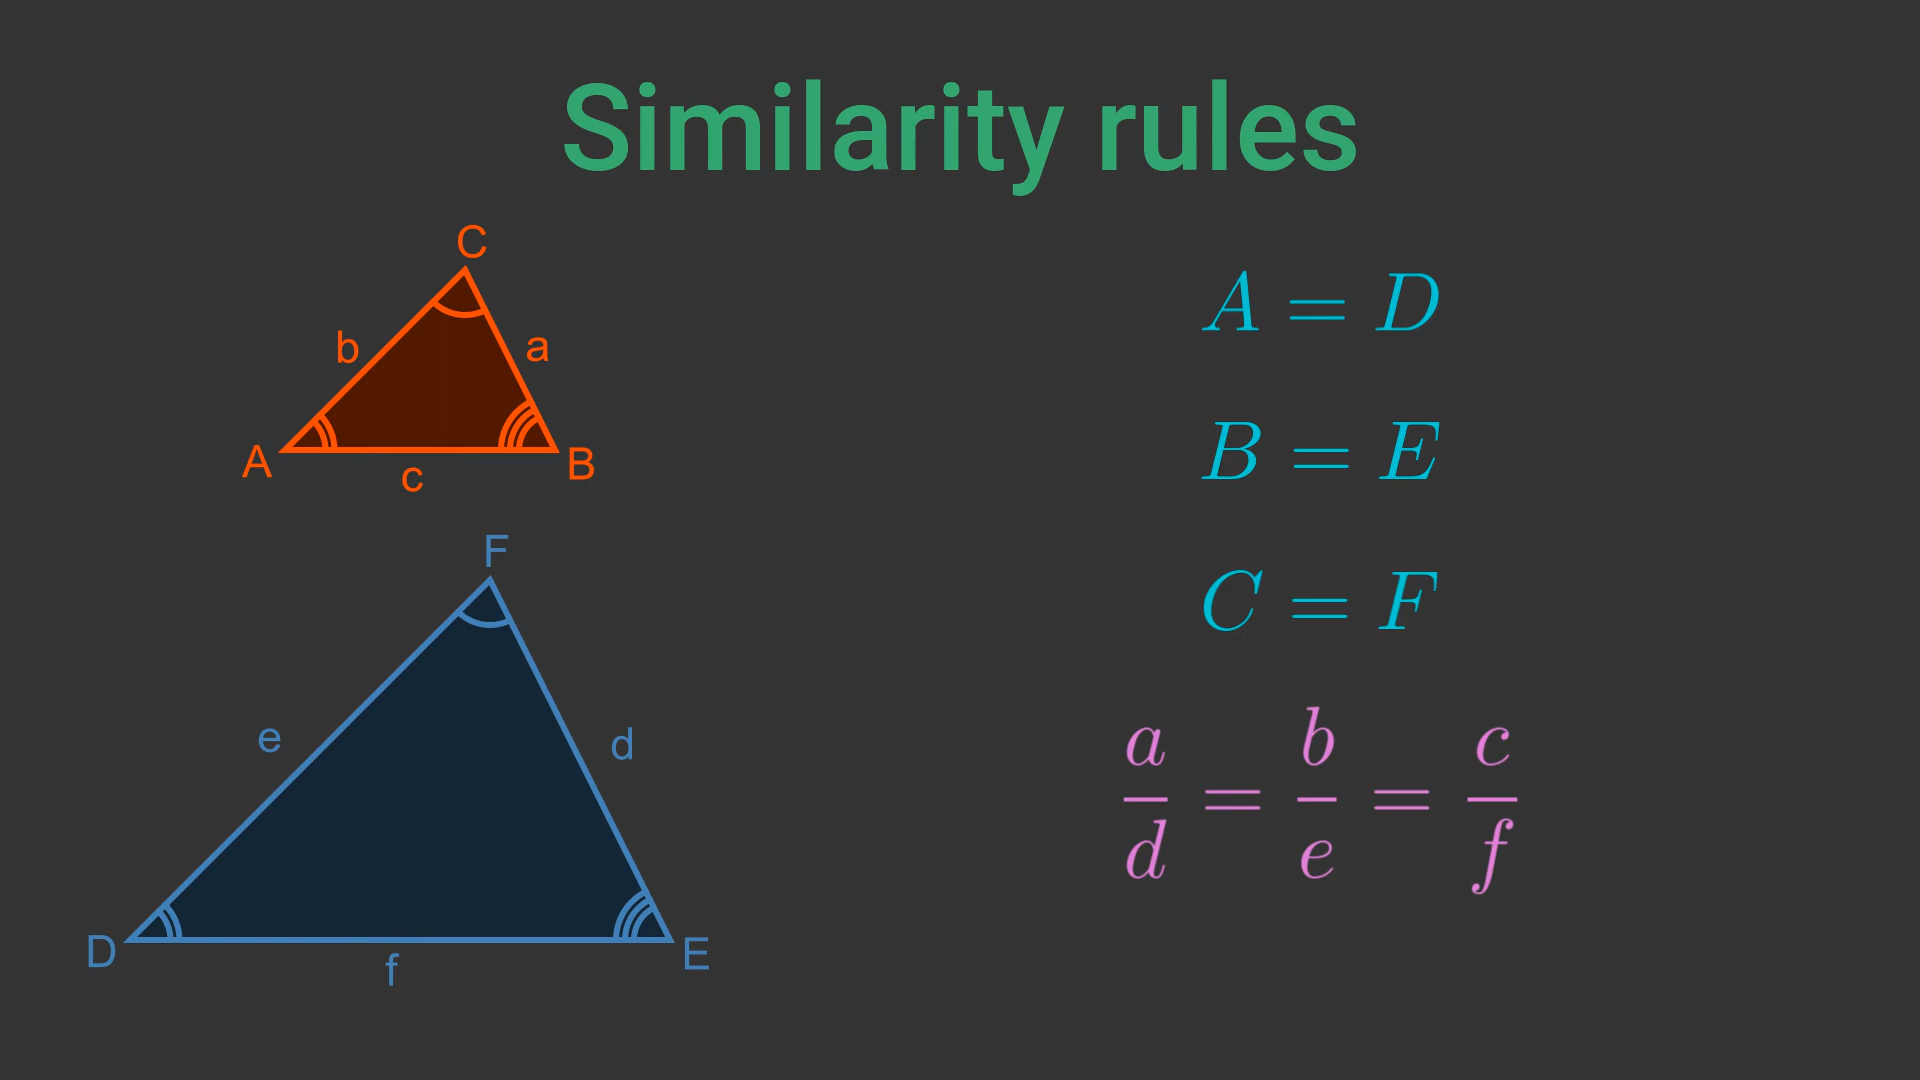 Similarity rules
C
b
a
A
c
B
F
e
d
D
f
E
A = D
B = E
C = F
a/d = b/e = c/f